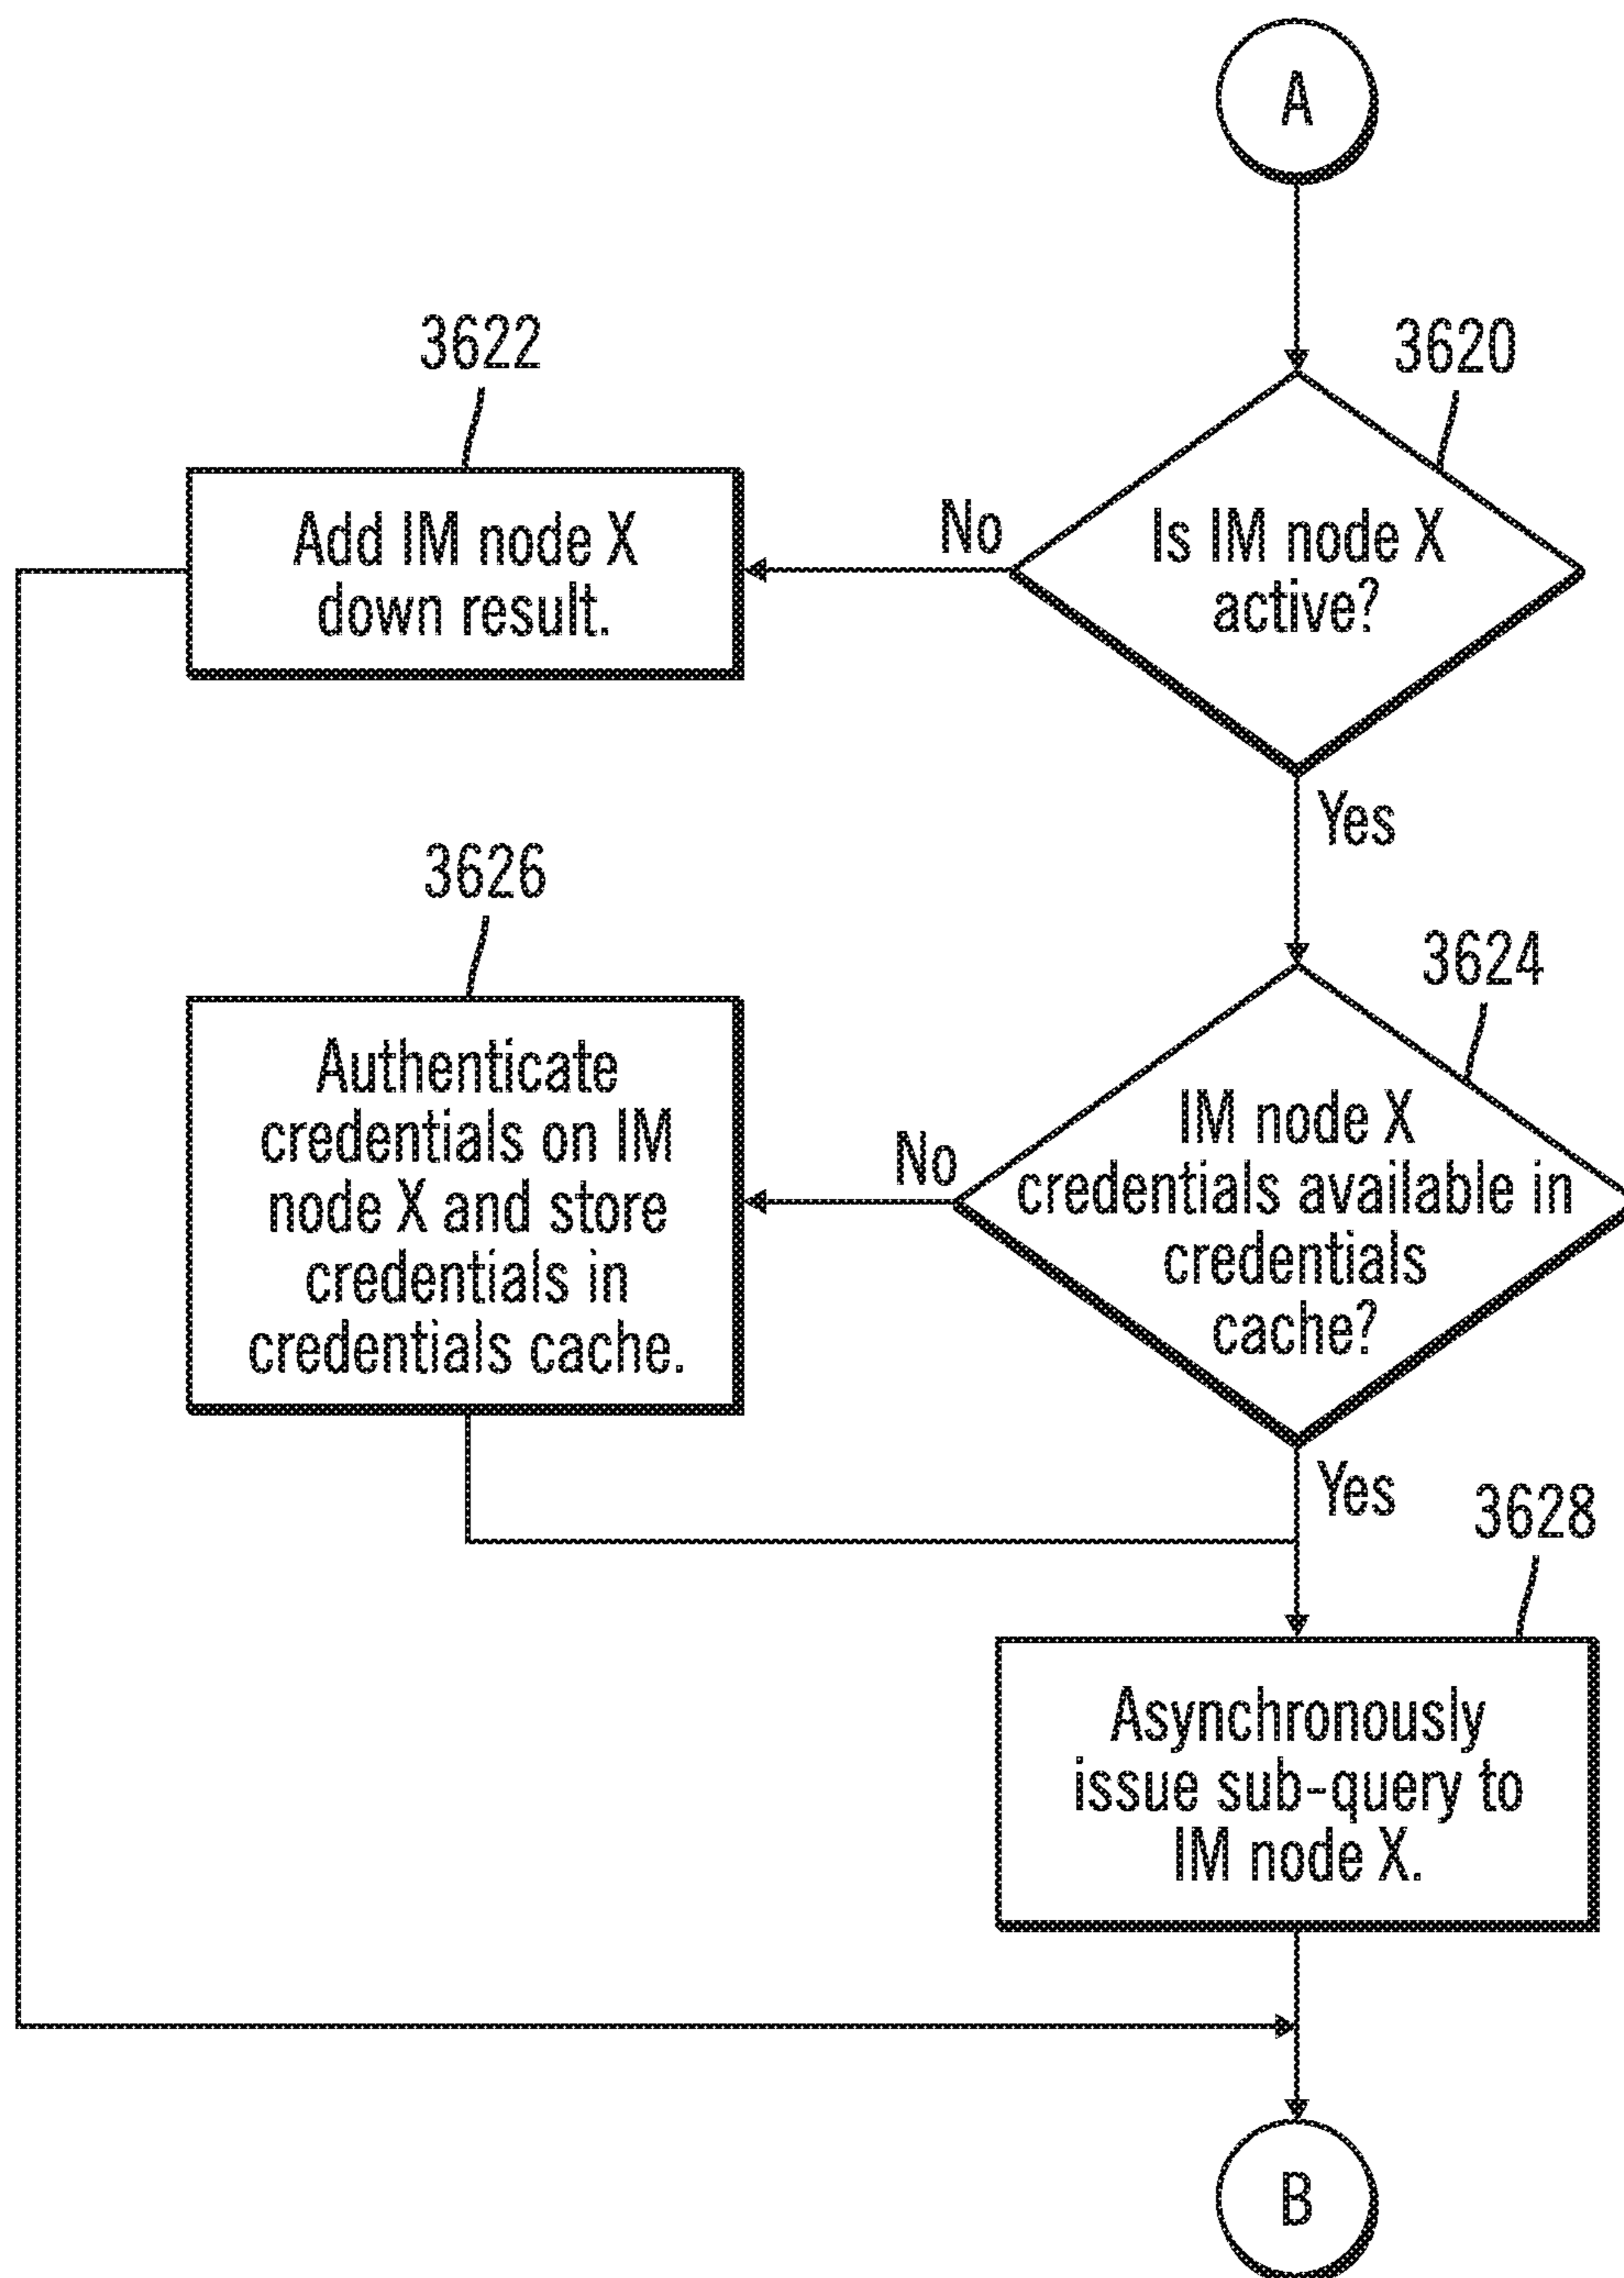 A
3622
3620
Add IM node X
down result.
No
Is IM node X
active?
Yes
3626
3624
Authenticate
credentials on IM
node X and store
credentials in
credentials cache.
No
IM node X
credentials available in
credentials
cache?
Yes
3628
Asynchronously
issue sub-query to
IM node X.
B